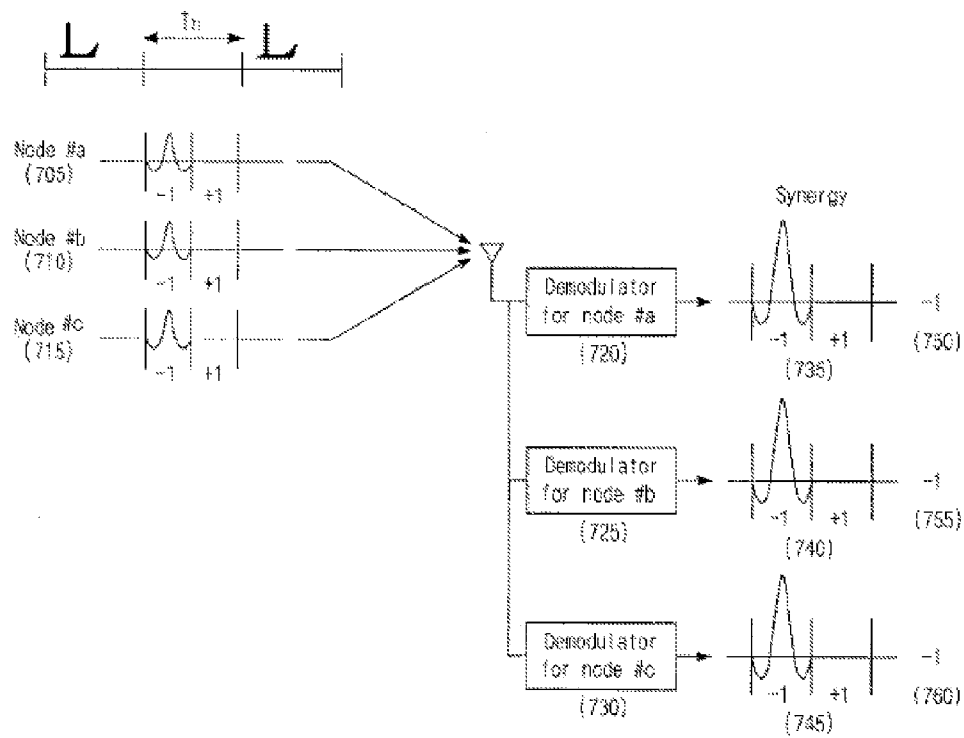 Th
Node #a
(705)
-1 +1
Node #b
(710)
-1 +1
Node #c
(715)
-1 +1
Demodulator
for node #a
(720)
Demodulator
for node #b
(725)
Demodulator
for node #c
(730)
Synergy
-1 +1
(735)
-1
(750)
-1 +1
(740)
-1
(755)
-1 +1
(745)
-1
(760)